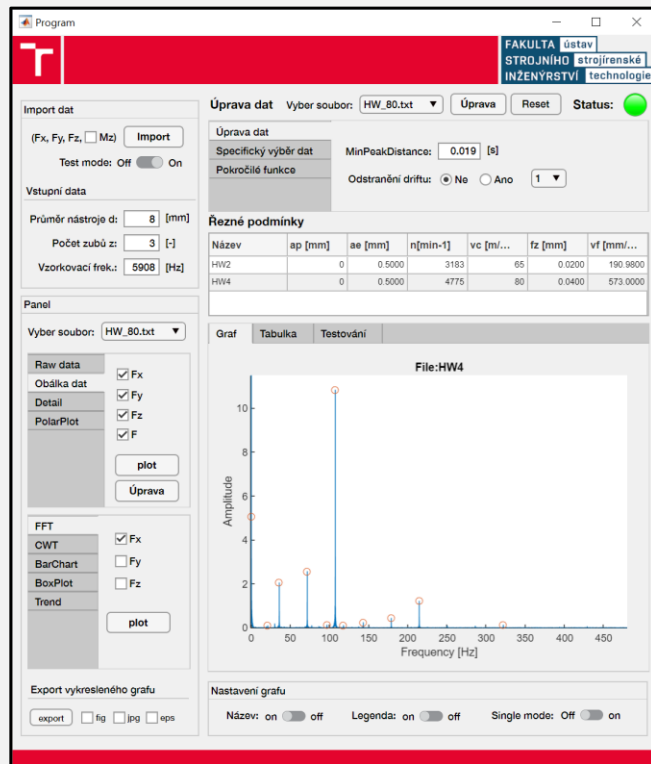 Program
FAKULTA ústav
STROJNÍHO strojírenské
INŽENÝRSTVÍ technologie
Import dat
(Fx, Fy, Fz, Mz) Import
Test mode: Off On
Vstupní data
Průměr nástroje d: 8 [mm]
Počet zubů z: 3 [-]
Vzorkovací frek.: 5908 [Hz]
Panel
Vyber soubor: HW_80.txt
Raw data
Obálka dat
Detail
PolarPlot
Fx
Fy
Fz
F
plot
Úprava
FFT
CWT
BarChart
BoxPlot
Trend
Fx
Fy
Fz
plot
Export vykresleného grafu
export fig jpg eps
Úprava dat Vyber soubor: HW_80.txt Úprava Reset Status:
Úprava dat
Specifický výběr dat
Pokročilé funkce
MinPeakDistance: 0.019 [s]
Odstranění driftu: Ne Ano 1
Řezné podmínky
Název ap [mm] ae [mm] n[min-1] vc [m/... fz [mm] vf [mm/...
HW2 0 0.5000 3183 65 0.0200 190.9800
HW4 0 0.5000 4775 80 0.0400 573.0000
Graf Tabulka Testování
File:HW4
10
8
6
4
2
0
Amplitude
0 50 100 150 200 250 300 350 400 450
Frequency [Hz]
Nastavení grafu
Název: on off Legenda: on off Single mode: Off on